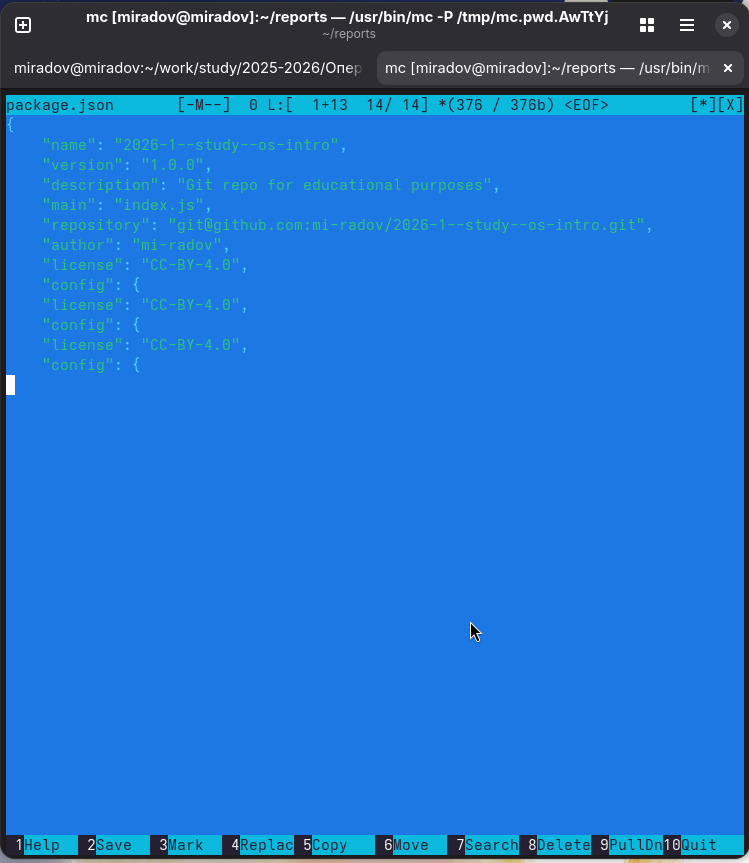 mc [miradov@miradov]:~/reports — /usr/bin/mc -P /tmp/mc.pwd.AwTtYj
~/reports
miradov@miradov:~/work/study/2025-2026/Опер
mc [miradov@miradov]:~/reports — /usr/bin/m
package.json       [-M--]  0 L:[  1+13  14/ 14] *(376 / 376b) <EOF>         [*][X]
{
    "name": "2026-1--study--os-intro",
    "version": "1.0.0",
    "description": "Git repo for educational purposes",
    "main": "index.js",
    "repository": "git@github.com:mi-radov/2026-1--study--os-intro.git",
    "author": "mi-radov",
    "license": "CC-BY-4.0",
    "config": {
    "license": "CC-BY-4.0",
    "config": {
    "license": "CC-BY-4.0",
    "config": {
1Help 2Save 3Mark 4Replac 5Copy 6Move 7Search 8Delete 9PullDn 10Quit